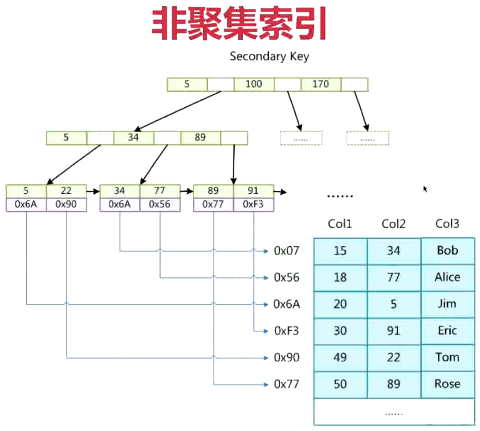 非聚集索引
Secondary Key
5 100 170
5 34 89 ...... ......
5 22 34 77 89 91 ......
0x6A 0x90 0x6A 0x56 0x77 0xF3
Col1 Col2 Col3
0x07 15 34 Bob
0x56 18 77 Alice
0x6A 20 5 Jim
0xF3 30 91 Eric
0x90 49 22 Tom
0x77 50 89 Rose
......